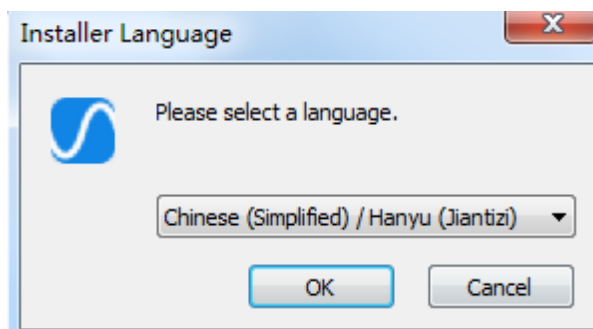 Installer Language
Please select a language.
Chinese (Simplified) / Hanyu (Jiantizi)
OK
Cancel